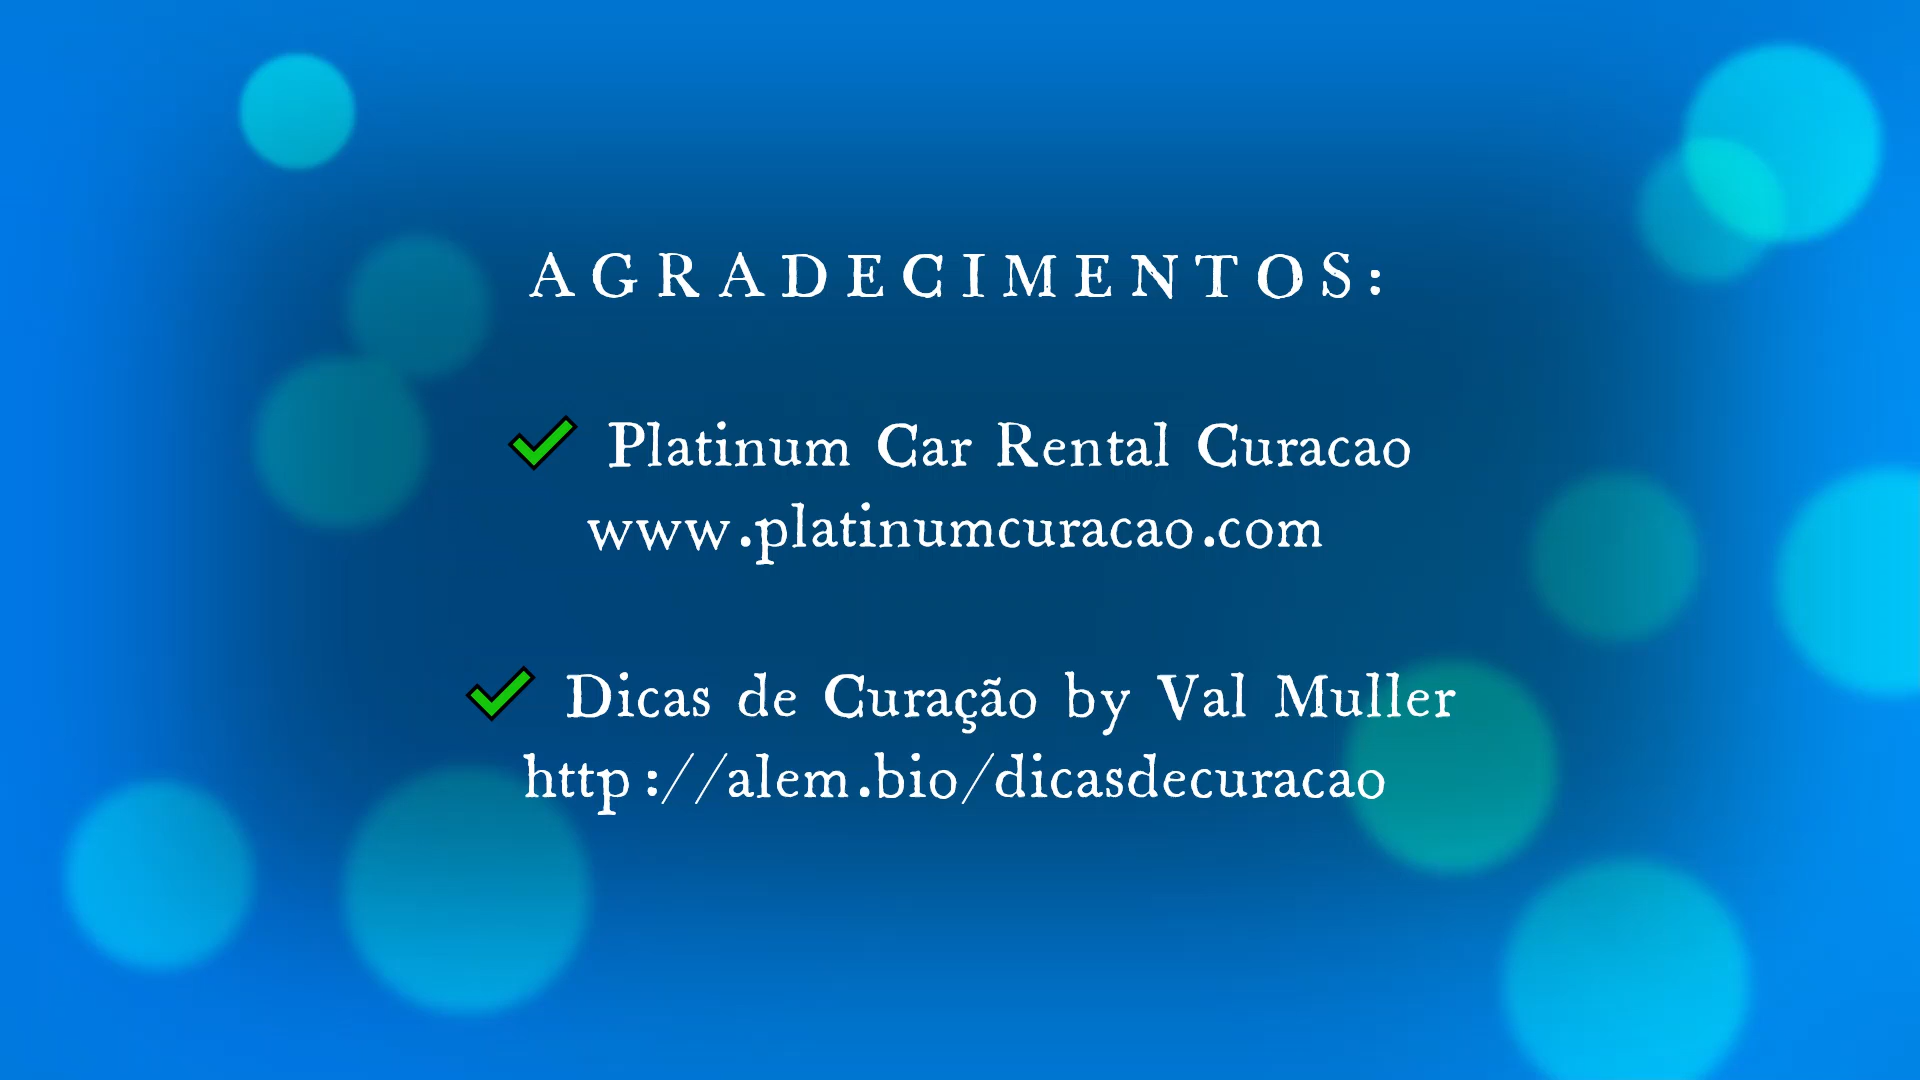 AGRADECIMENTOS:
✔ Platinum Car Rental Curacao
www.platinumcuracao.com
✔ Dicas de Curação by Val Muller
http://alem.bio/dicasdecuracao